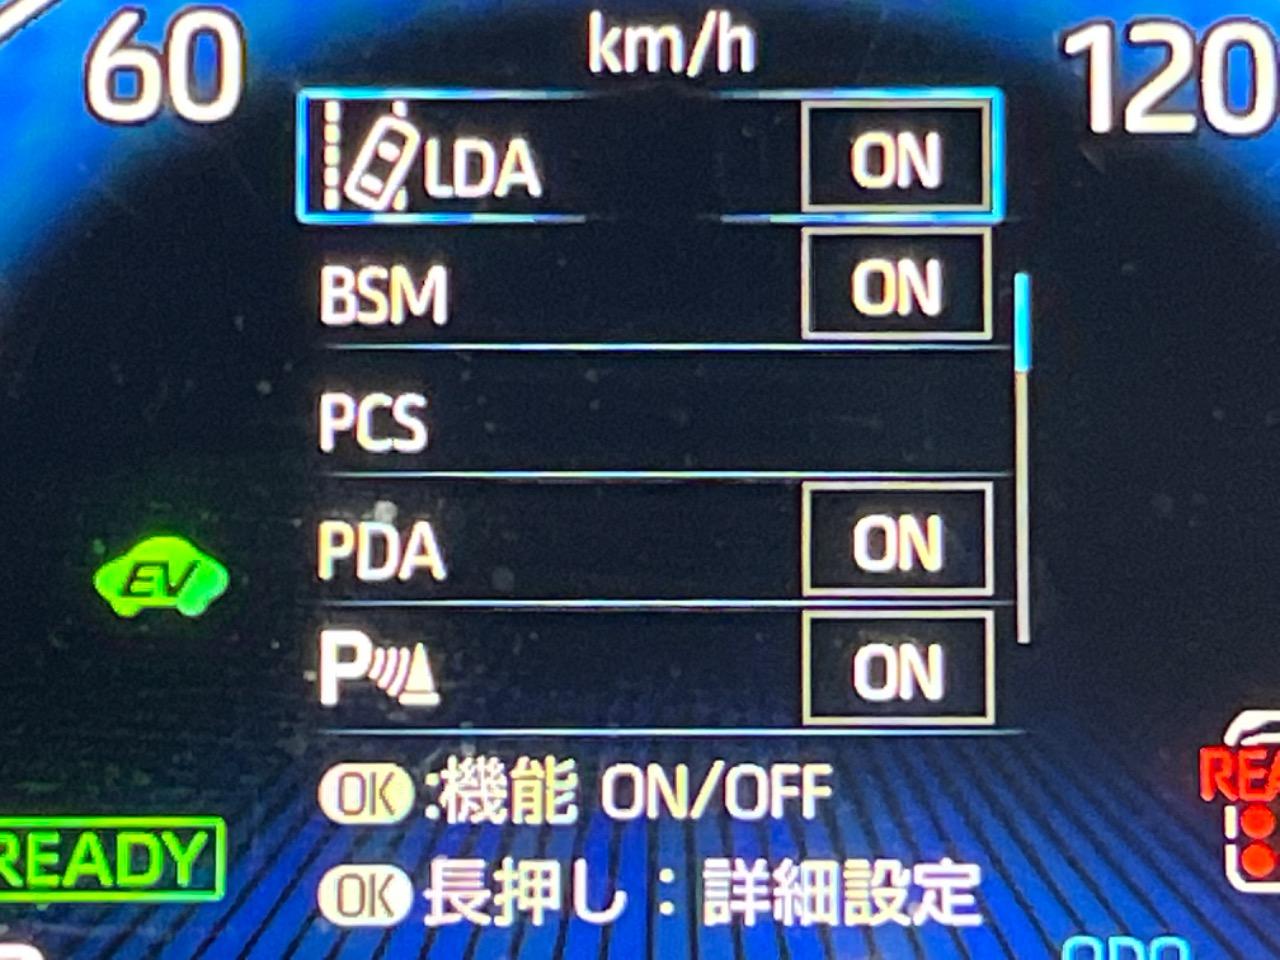 60 km/h 120
LDA ON
BSM ON
PCS
PDA ON
EV
P ON
OK :機能 ON/OFF
READY
OK 長押し：詳細設定